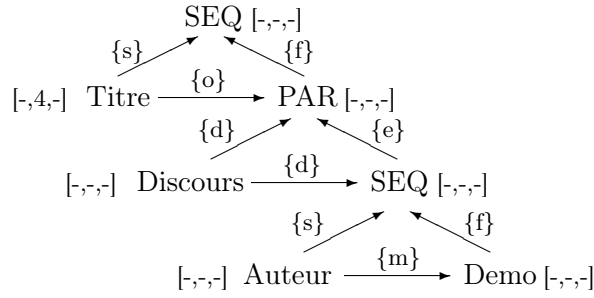 SEQ [-,-,-]
{s} {f}
[-,4,-] Titre {o} PAR [-,-,-]
{d} {e}
[-,-,-] Discours {d} SEQ [-,-,-]
{s} {f}
[-,-,-] Auteur {m} Demo [-,-,-]